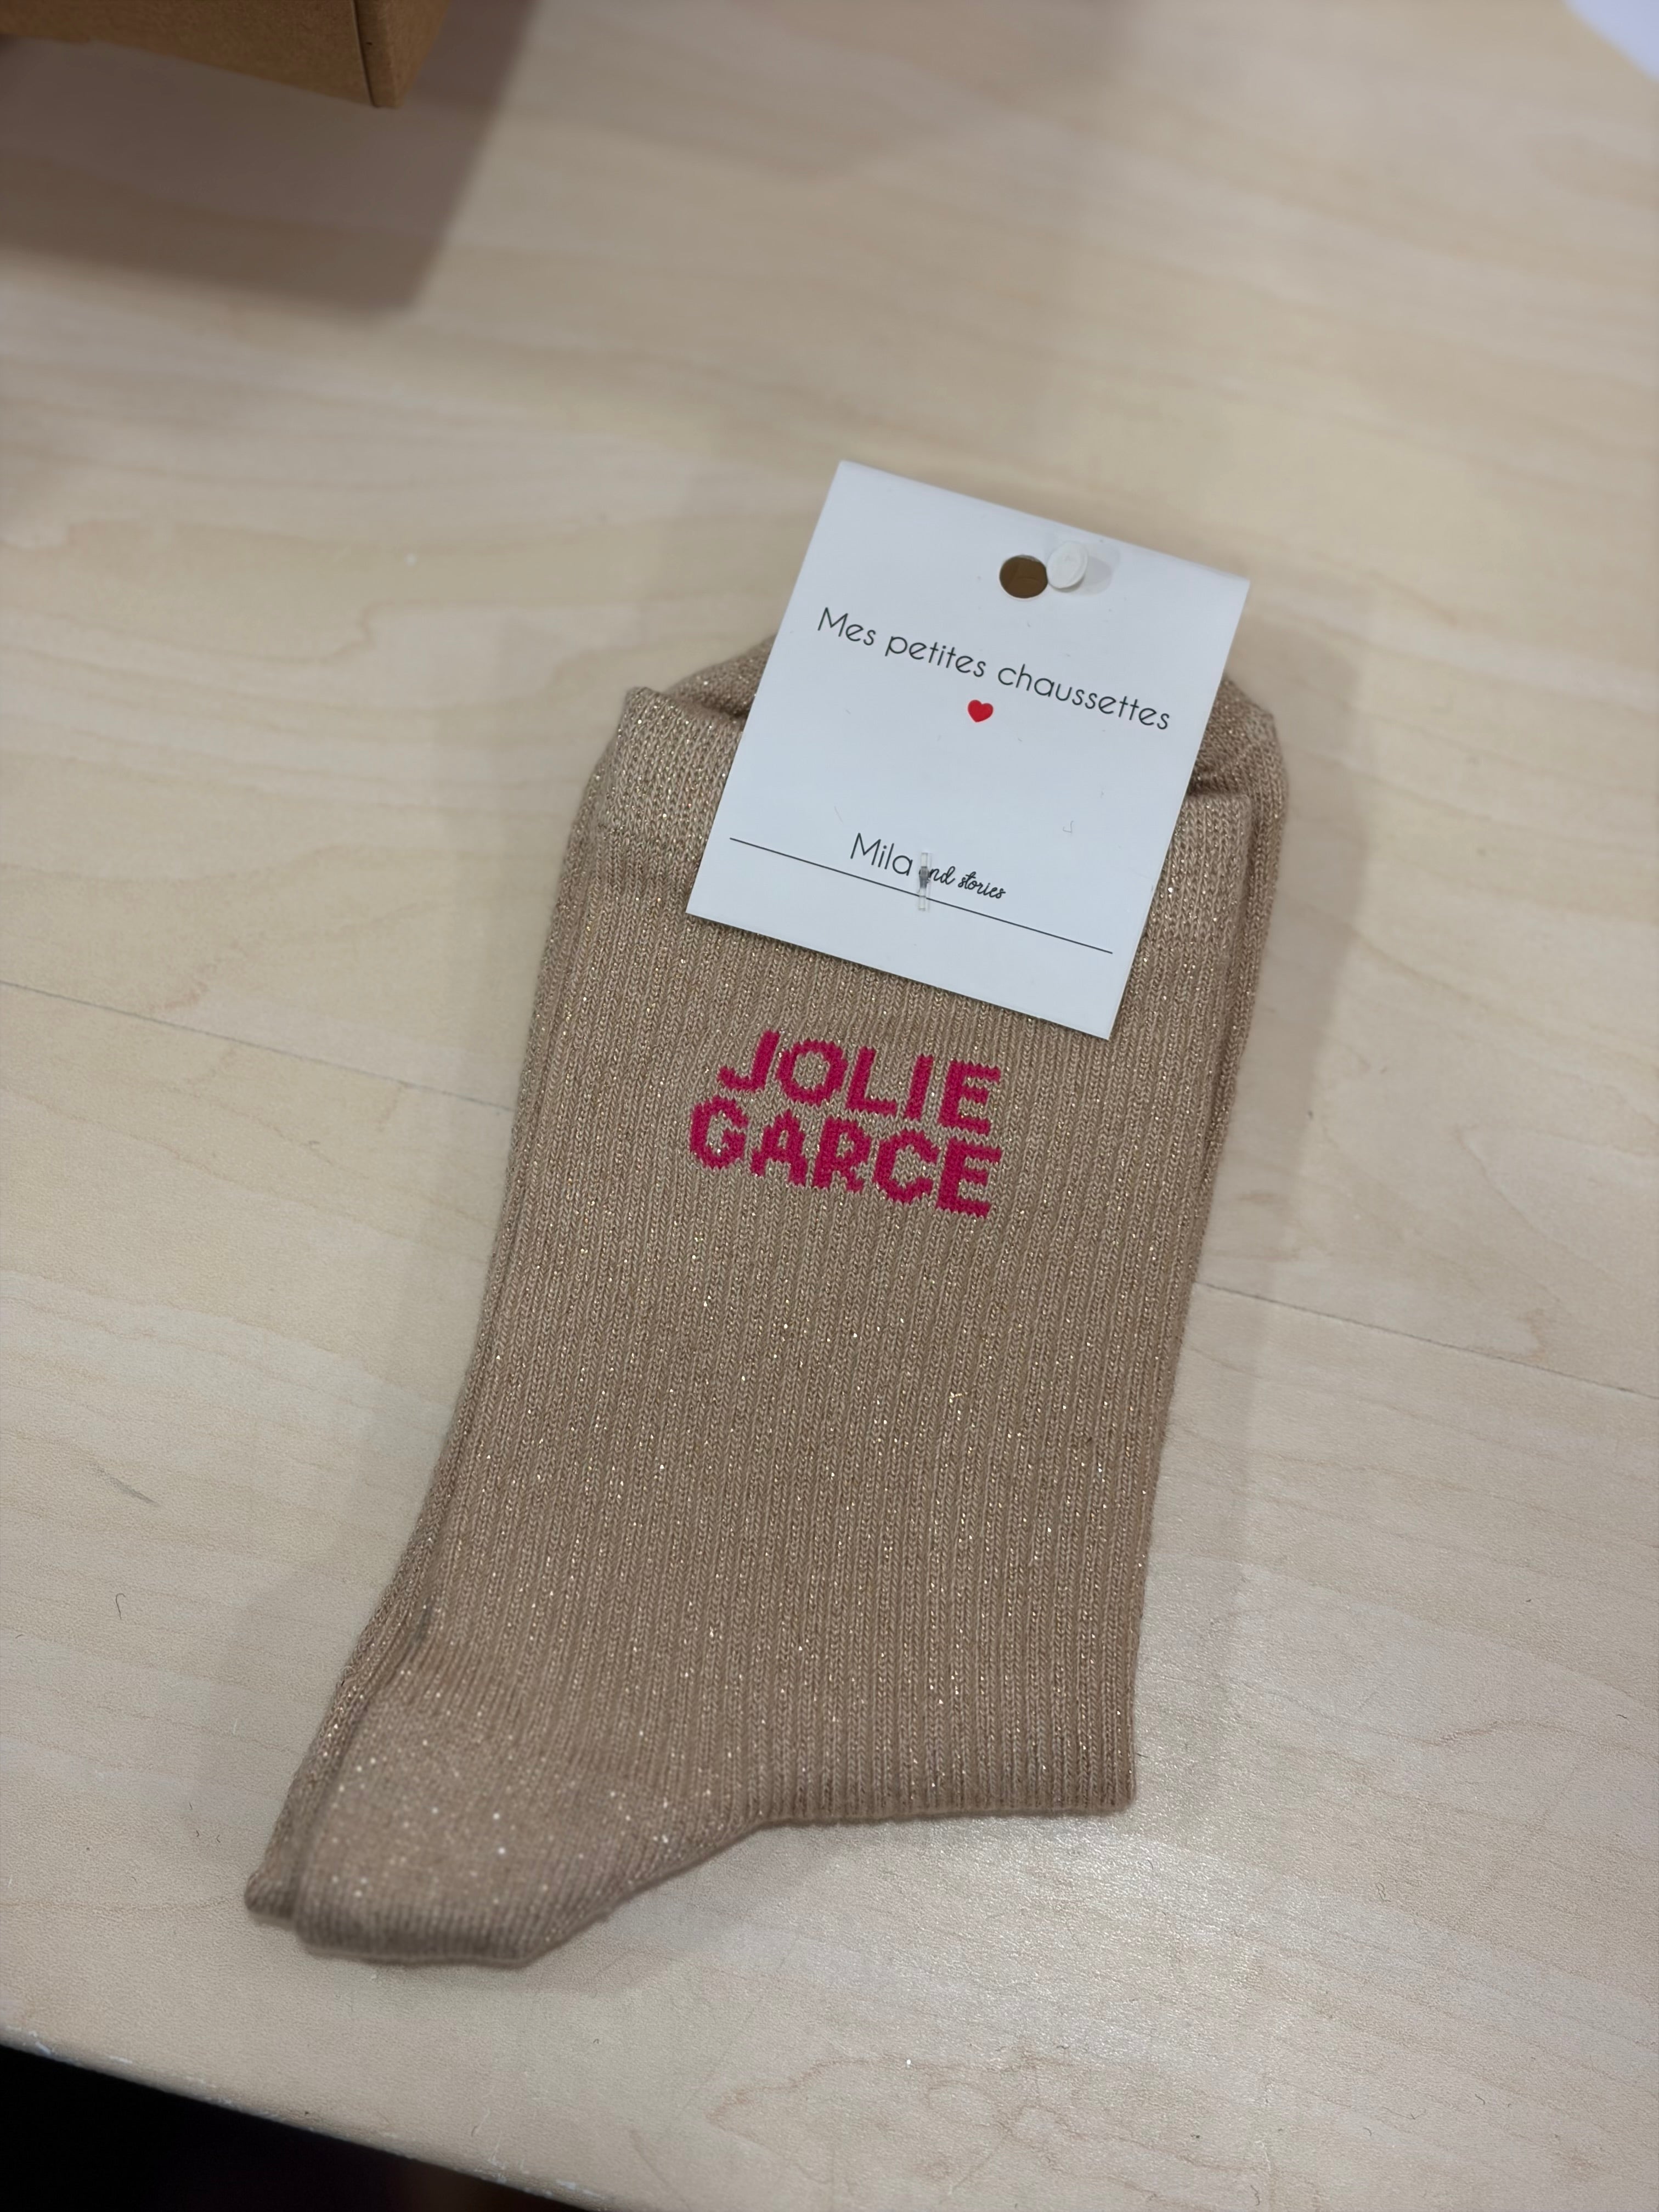 Mes petites chaussettes
Mila and stories
JOLIE
GARCE